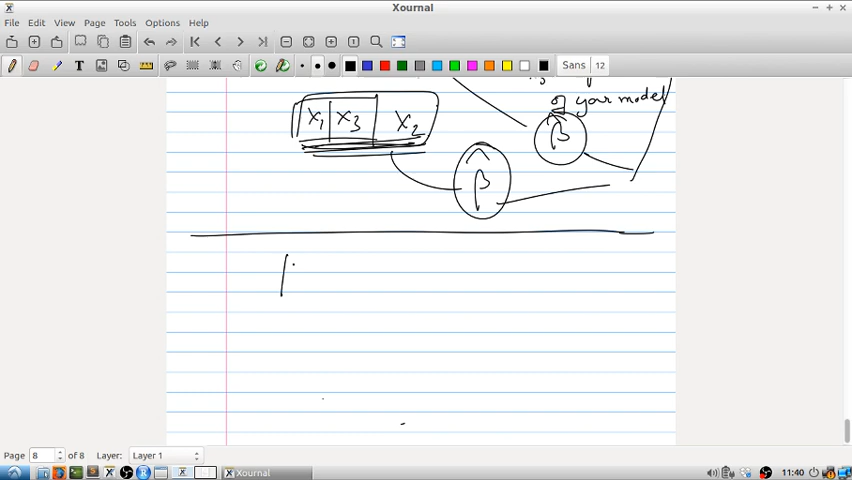 Xournal
File Edit View Page Tools Options Help
Sans 12
of your model
X1 X3 X2
β̂
β̂
Page 8 of 8 Layer: Layer 1
Xournal 11:40